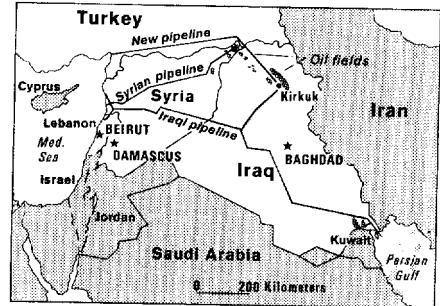 Turkey
New pipeline
Oil fields
Cyprus
Syrian pipeline
Syria
Kirkuk
Iran
Lebanon
BEIRUT
Iraqi pipeline
Med.
Sea
DAMASCUS
BAGHDAD
Iraq
Israel
Jordan
Kuwait
Saudi Arabia
Persian
Gulf
0 200 Kilometers